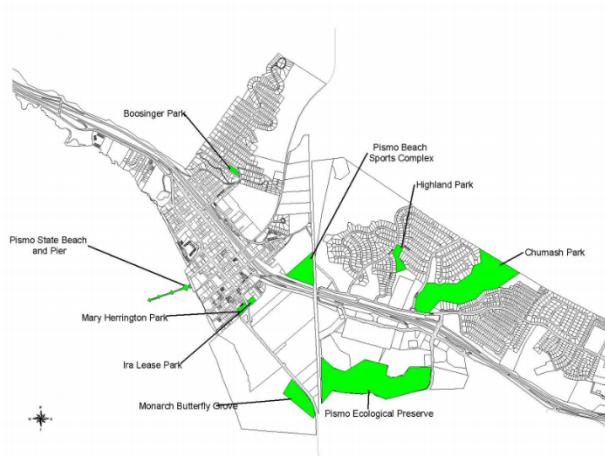 Boosinger Park
Pismo Beach
Sports Complex
Highland Park
Pismo State Beach
and Pier
Chumash Park
Mary Herrington Park
Ira Lease Park
Monarch Butterfly Grove
Pismo Ecological Preserve